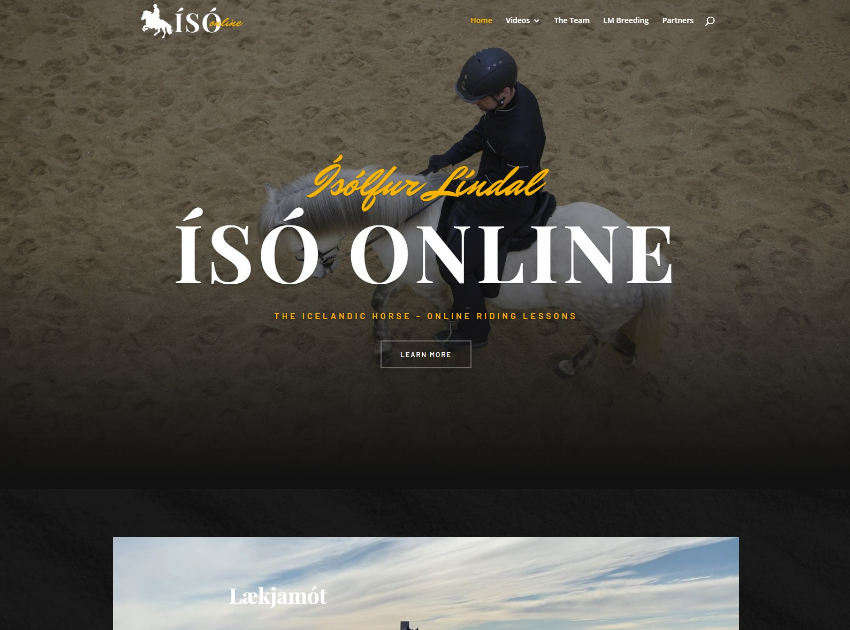 ÍSÓ
online
Home Videos The Team LM Breeding Partners
Ísólfur Líndal
ÍSÓ ONLINE
THE ICELANDIC HORSE – ONLINE RIDING LESSONS
LEARN MORE
Lækjamót